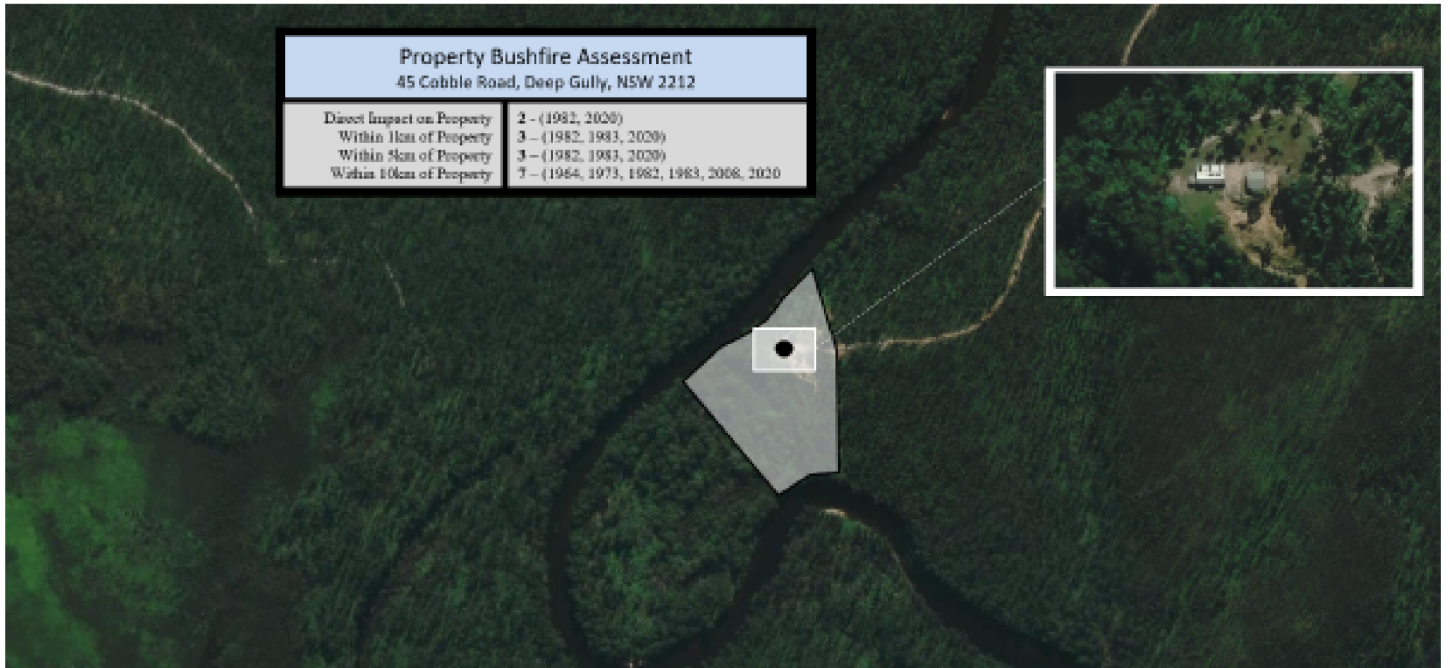 Property Bushfire Assessment
45 Cobble Road, Deep Gully, NSW 2212
Direct Impact on Property 2 - (1982, 2020)
Within 1km of Property 3 – (1982, 1983, 2020)
Within 5km of Property 3 – (1982, 1983, 2020)
Within 10km of Property 7 – (1964, 1973, 1982, 1983, 2008, 2020